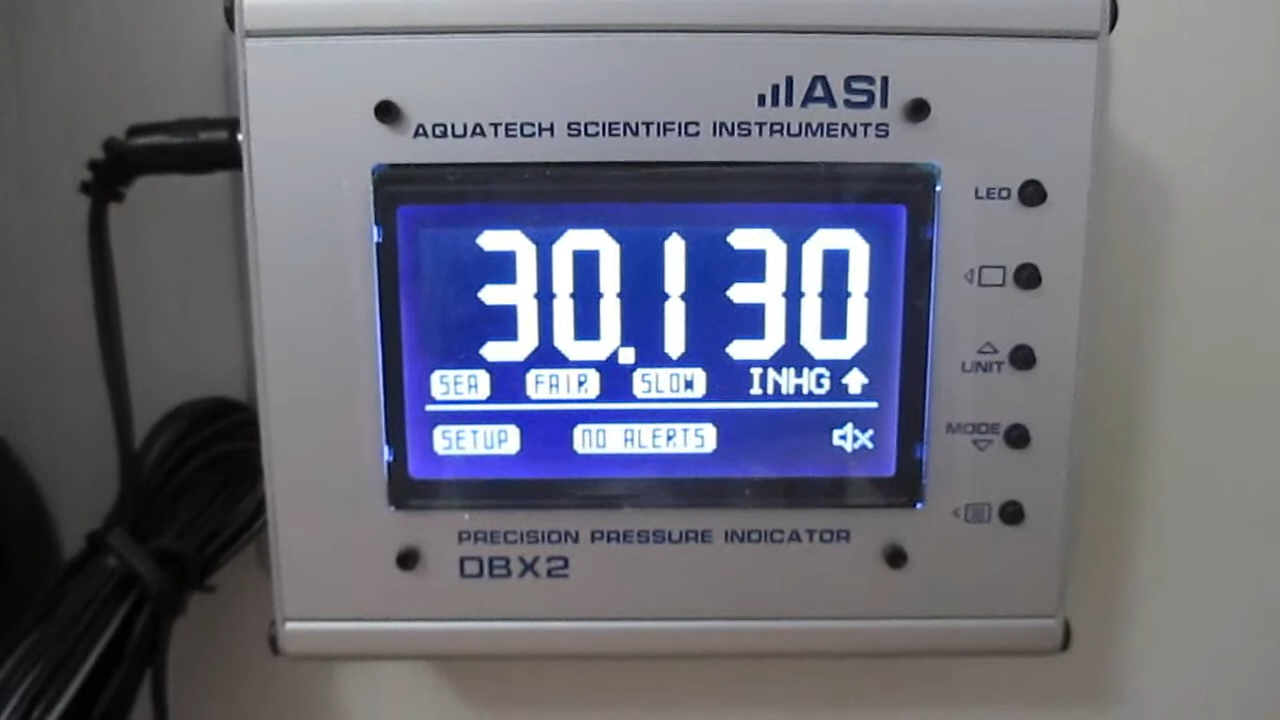 ASI
AQUATECH SCIENTIFIC INSTRUMENTS
LEO
30.130
UNIT
SEA FAIR SLOW INHG
MODE
SETUP NO ALERTS
PRECISION PRESSURE INDICATOR
DBX2